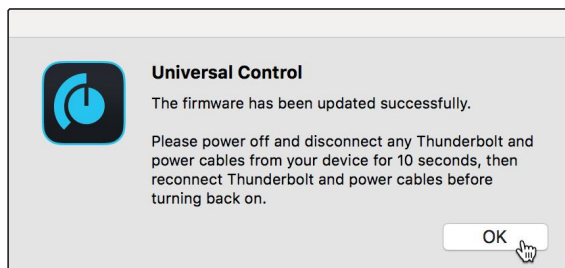 Universal Control
The firmware has been updated successfully.
Please power off and disconnect any Thunderbolt and
power cables from your device for 10 seconds, then
reconnect Thunderbolt and power cables before
turning back on.
OK